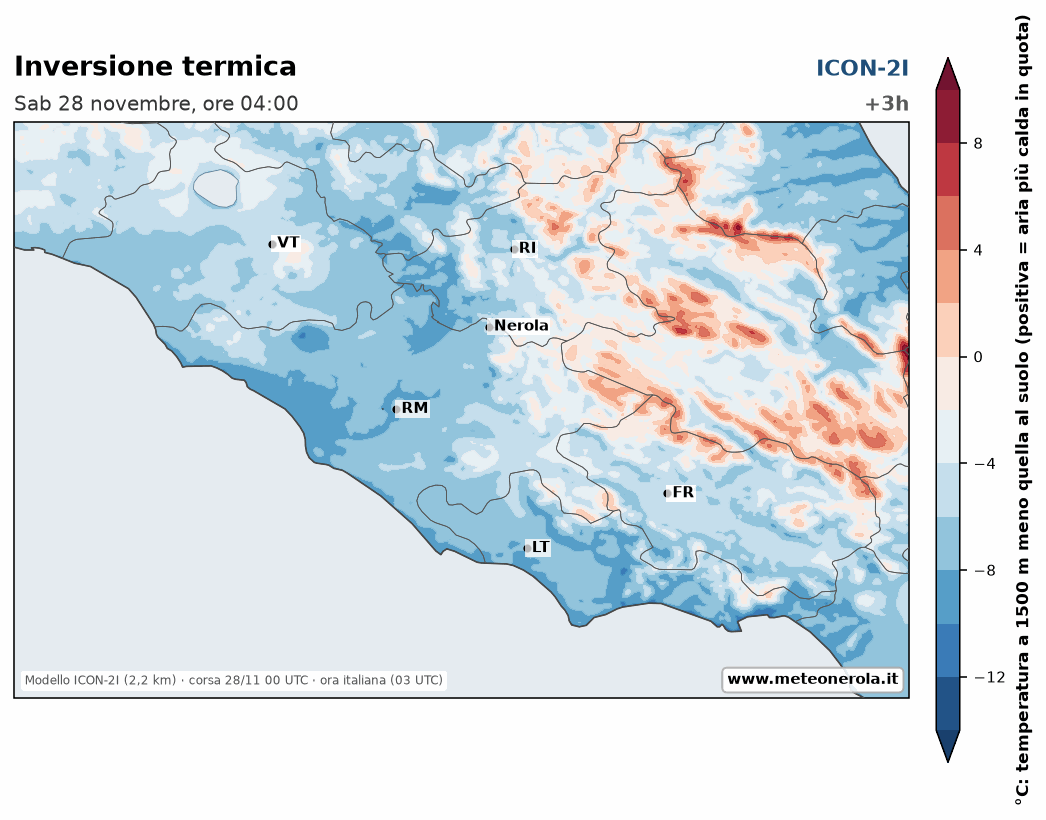 Inversione termica
ICON-2I
Sab 28 novembre, ore 04:00
+3h
VT
RI
Nerola
RM
FR
LT
Modello ICON-2I (2,2 km) · corsa 28/11 00 UTC · ora italiana (03 UTC)
www.meteonerola.it
8
4
0
−4
−8
−12
°C: temperatura a 1500 m meno quella al suolo (positiva = aria più calda in quota)